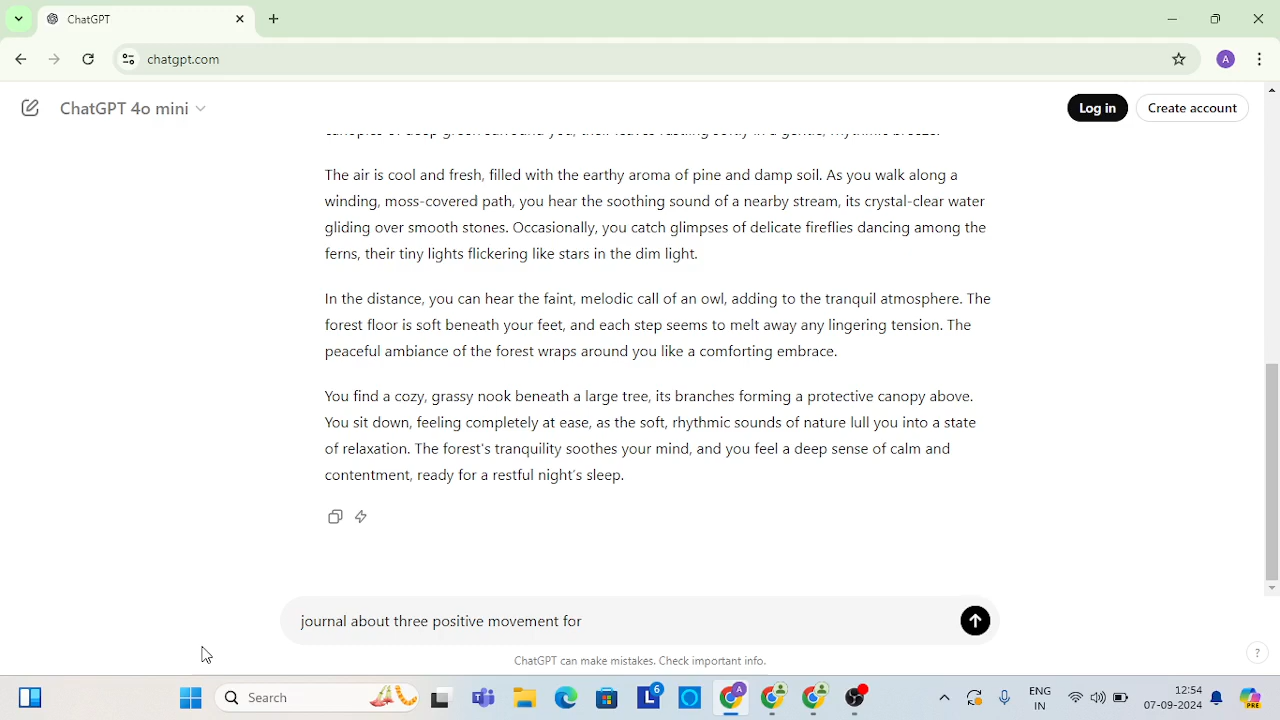 ChatGPT
chatgpt.com
A
ChatGPT 4o mini
Log in
Create account
The air is cool and fresh, filled with the earthy aroma of pine and damp soil. As you walk along a
winding, moss-covered path, you hear the soothing sound of a nearby stream, its crystal-clear water
gliding over smooth stones. Occasionally, you catch glimpses of delicate fireflies dancing among the
ferns, their tiny lights flickering like stars in the dim light.
In the distance, you can hear the faint, melodic call of an owl, adding to the tranquil atmosphere. The
forest floor is soft beneath your feet, and each step seems to melt away any lingering tension. The
peaceful ambiance of the forest wraps around you like a comforting embrace.
You find a cozy, grassy nook beneath a large tree, its branches forming a protective canopy above.
You sit down, feeling completely at ease, as the soft, rhythmic sounds of nature lull you into a state
of relaxation. The forest's tranquility soothes your mind, and you feel a deep sense of calm and
contentment, ready for a restful night's sleep.
journal about three positive movement for
ChatGPT can make mistakes. Check important info.
?
Search
L
6
A
ENG
IN
12:54
07-09-2024
PRE